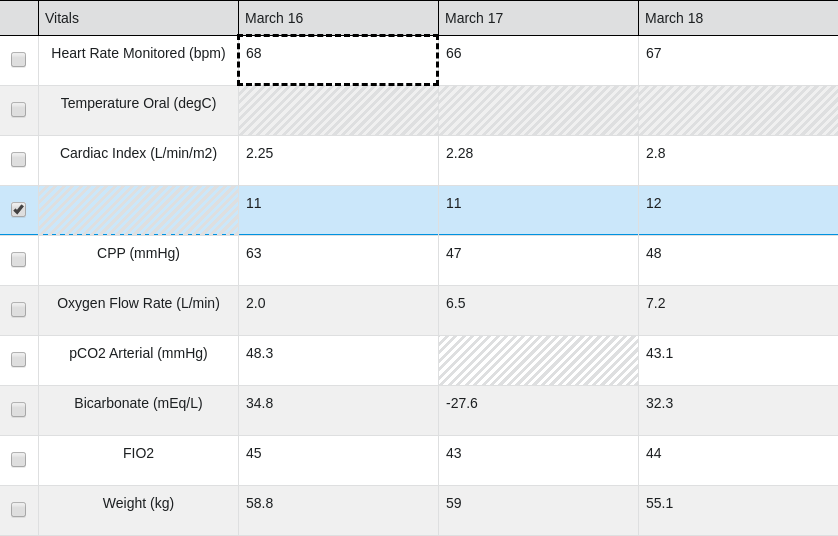 Vitals March 16 March 17 March 18
Heart Rate Monitored (bpm) 68 66 67
Temperature Oral (degC)
Cardiac Index (L/min/m2) 2.25 2.28 2.8
11 11 12
CPP (mmHg) 63 47 48
Oxygen Flow Rate (L/min) 2.0 6.5 7.2
pCO2 Arterial (mmHg) 48.3 43.1
Bicarbonate (mEq/L) 34.8 -27.6 32.3
FIO2 45 43 44
Weight (kg) 58.8 59 55.1